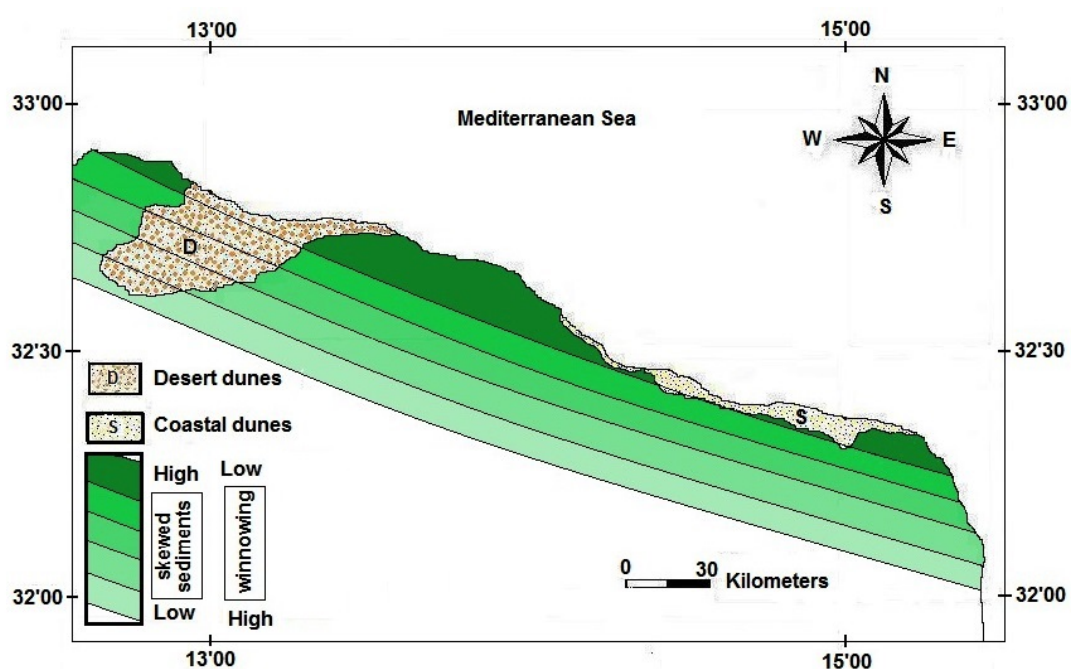 13'00
15'00
33'00
33'00
Mediterranean Sea
N
W
E
S
D
32'30
32'30
D
Desert dunes
S
S
Coastal dunes
High
Low
skewed
sediments
winnowing
Low
High
0
30
Kilometers
32'00
32'00
13'00
15'00